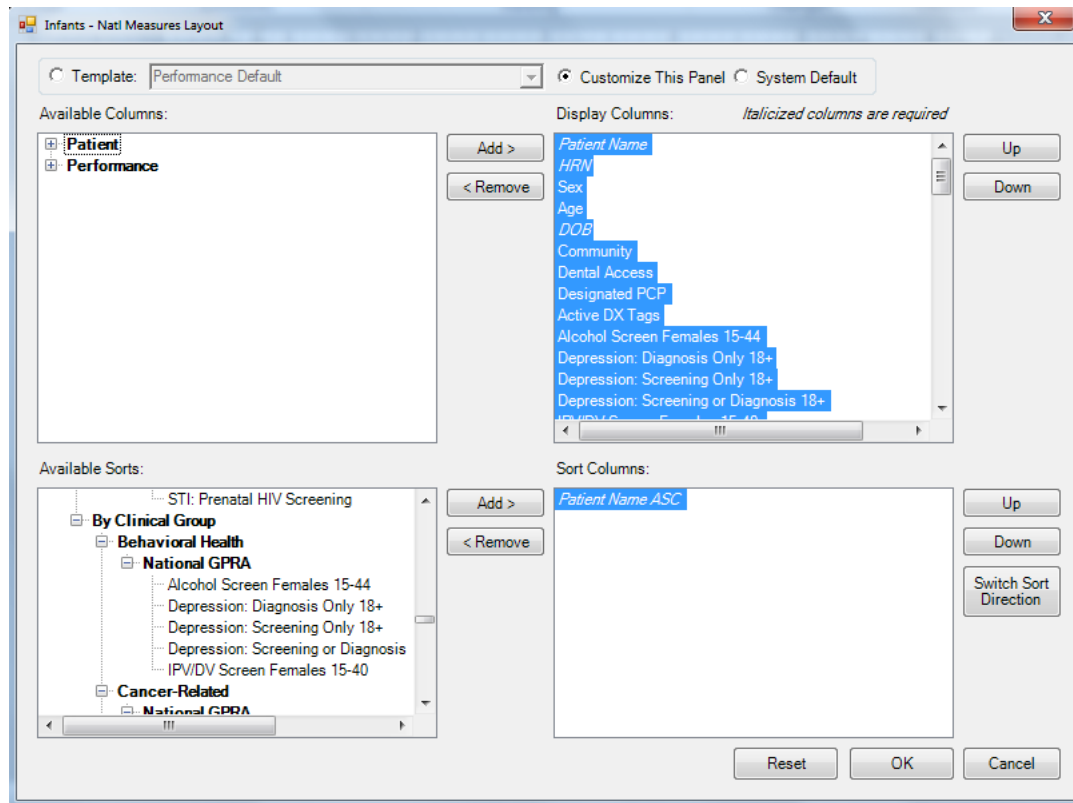 Infants - Natl Measures Layout
X
Template: Performance Default
Customize This Panel
System Default
Available Columns:
Patient
Performance
Add >
< Remove
Display Columns:
Italicized columns are required
Patient Name
HRN
Sex
Age
DOB
Community
Dental Access
Designated PCP
Active DX Tags
Alcohol Screen Females 15-44
Depression: Diagnosis Only 18+
Depression: Screening Only 18+
Depression: Screening or Diagnosis 18+
Up
Down
Available Sorts:
STI: Prenatal HIV Screening
By Clinical Group
Behavioral Health
National GPRA
Alcohol Screen Females 15-44
Depression: Diagnosis Only 18+
Depression: Screening Only 18+
Depression: Screening or Diagnosis
IPV/DV Screen Females 15-40
Cancer-Related
National GPRA
Add >
< Remove
Sort Columns:
Patient Name ASC
Up
Down
Switch Sort
Direction
Reset
OK
Cancel